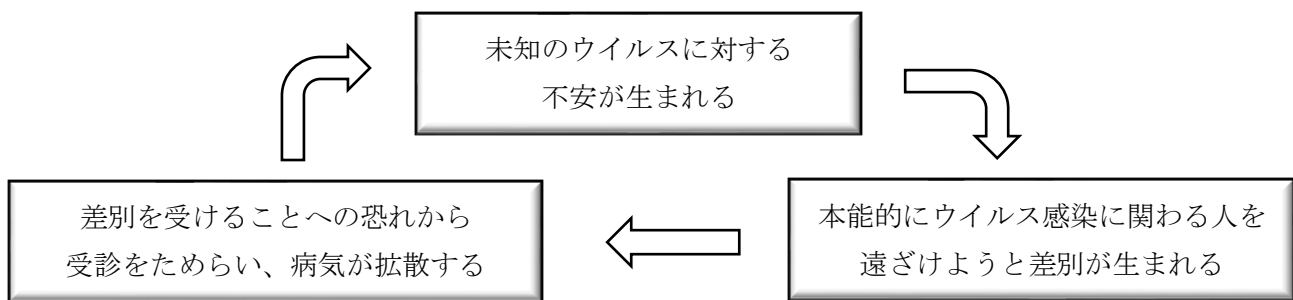 未知のウイルスに対する
不安が生まれる
本能的にウイルス感染に関わる人を
遠ざけようと差別が生まれる
差別を受けることへの恐れから
受診をためらい、病気が拡散する